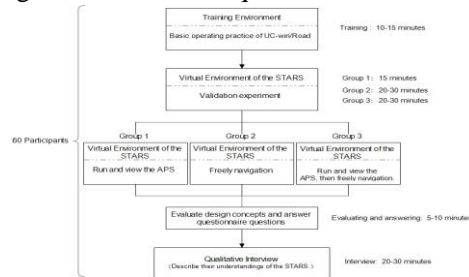 Training Environment
Basic operating practice of UC-win/Road
Training : 10-15 minutes
Virtual Environment of the STARS
Validation experiment
Group 1: 15 minutes
Group 2: 20-30 minutes
Group 3: 20-30 minutes
60 Participants
Group 1
Group 2
Group 3
Virtual Environment of the
STARS
Run and view the APS
Virtual Environment of the
STARS
Freely navigation
Virtual Environment of the
STARS
Run and view the
APS, then freely navigation.
Evaluate design concepts and answer
questionnaire questions
Evaluating and answering: 5-10 minutes
Qualitative Interview
(Describe their understandings of the STARS )
Interview: 20-30 minutes